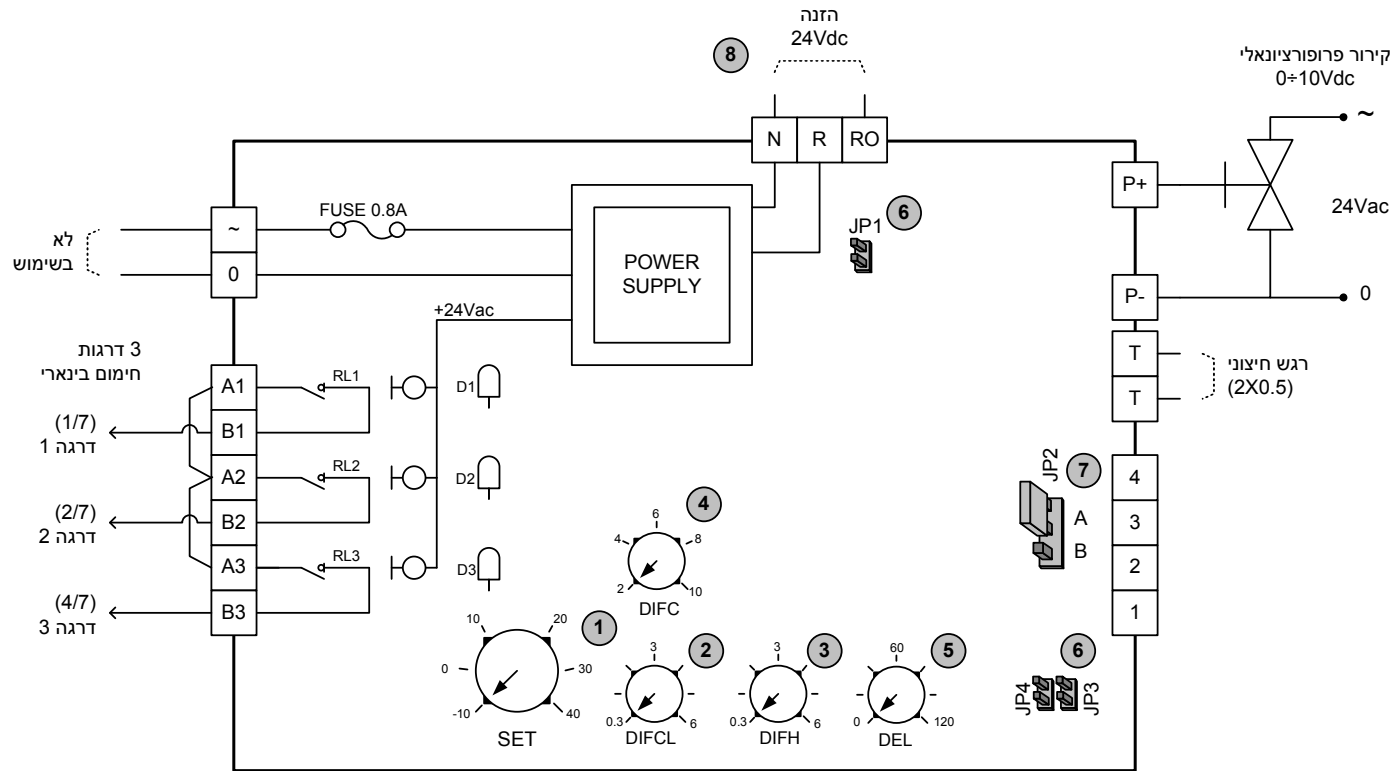 הזנה
24Vdc
8
קירור פרופורציונאלי
0÷10Vdc
~
N
R
RO
P+
24Vac
FUSE 0.8A
~
JP1
6
לא
בשימוש
0
POWER
SUPPLY
P-
0
+24Vac
3 דרגות
חימום בינארי
T
T
רגש חיצוני
(2X0.5)
A1
RL1
D1
(1/7)
דרגה 1
B1
A2
RL2
D2
(2/7)
דרגה 2
B2
A3
RL3
D3
(4/7)
דרגה 3
B3
JP2
7
A
B
4
3
2
1
4
6
4
8
2
10
DIFC
1
10
20
0
30
-10
40
SET
2
3
0.3
6
DIFCL
3
3
0.3
6
DIFH
5
60
0
120
DEL
6
JP4
JP3